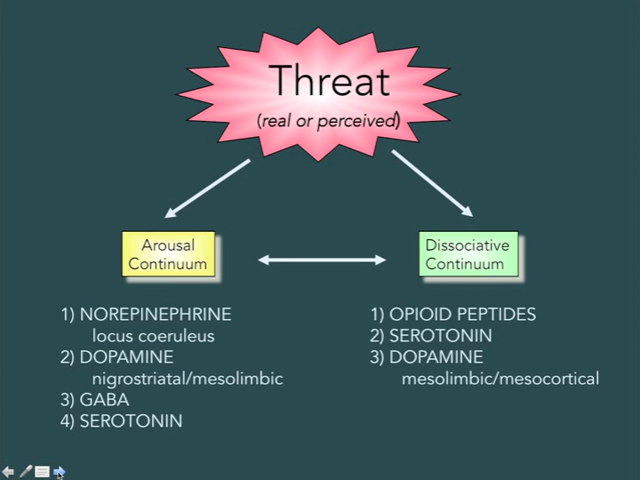 Threat
(real or perceived)
Arousal
Continuum
Dissociative
Continuum
1) NOREPINEPHRINE
locus coeruleus
2) DOPAMINE
nigrostriatal/mesolimbic
3) GABA
4) SEROTONIN
1) OPIOID PEPTIDES
2) SEROTONIN
3) DOPAMINE
mesolimbic/mesocortical